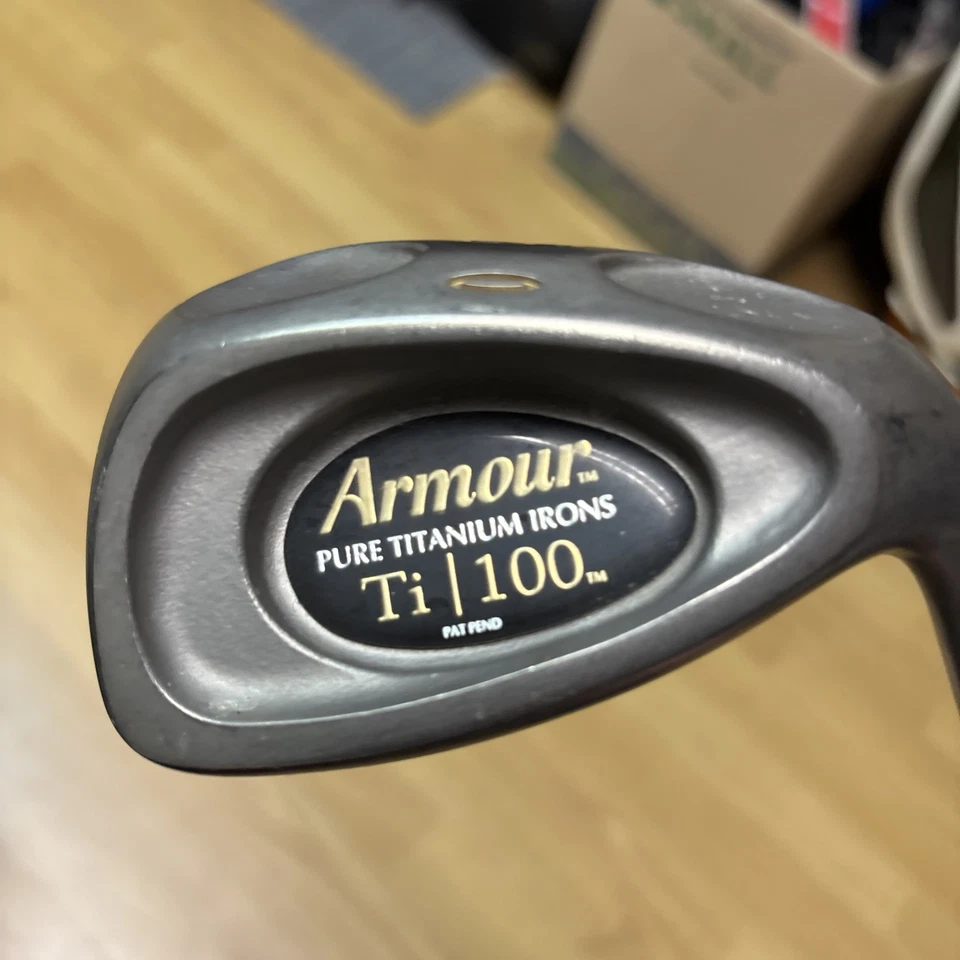 Armour™
PURE TITANIUM IRONS
Ti|100™
PAT PEND